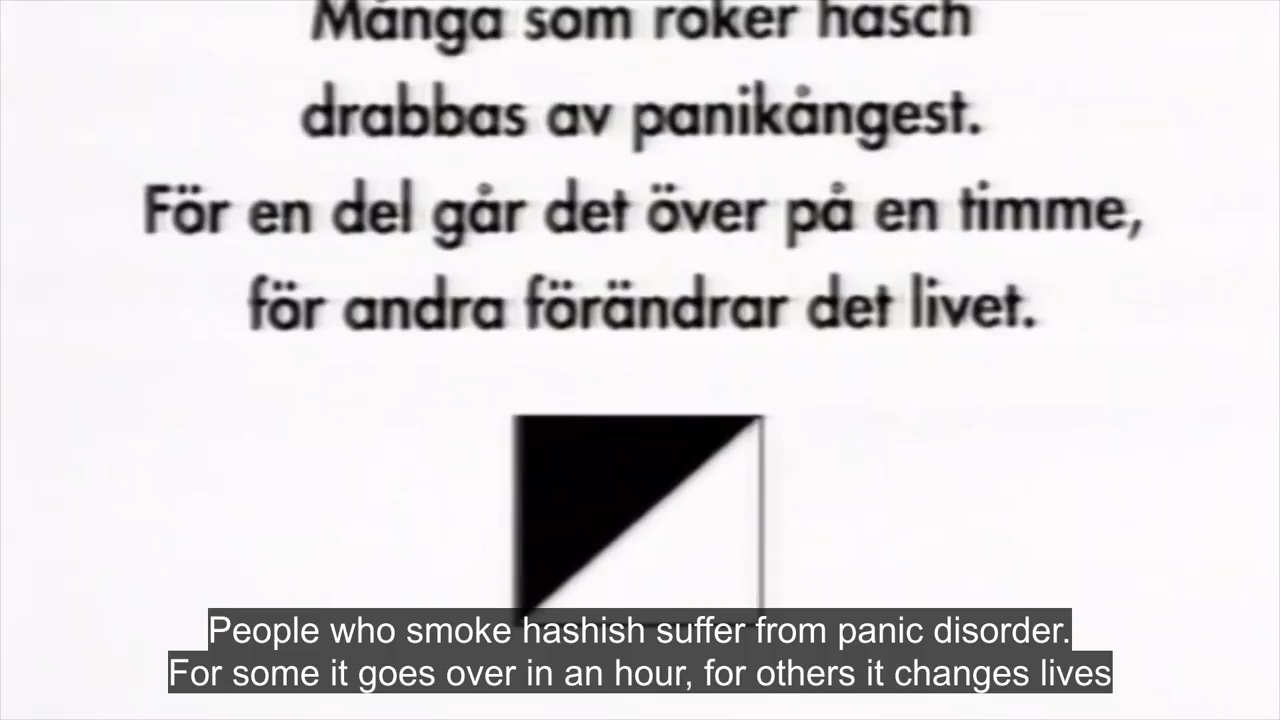 Många som röker hasch
drabbas av panikångest.
För en del går det över på en timme,
för andra förändrar det livet.
People who smoke hashish suffer from panic disorder.
For some it goes over in an hour, for others it changes lives